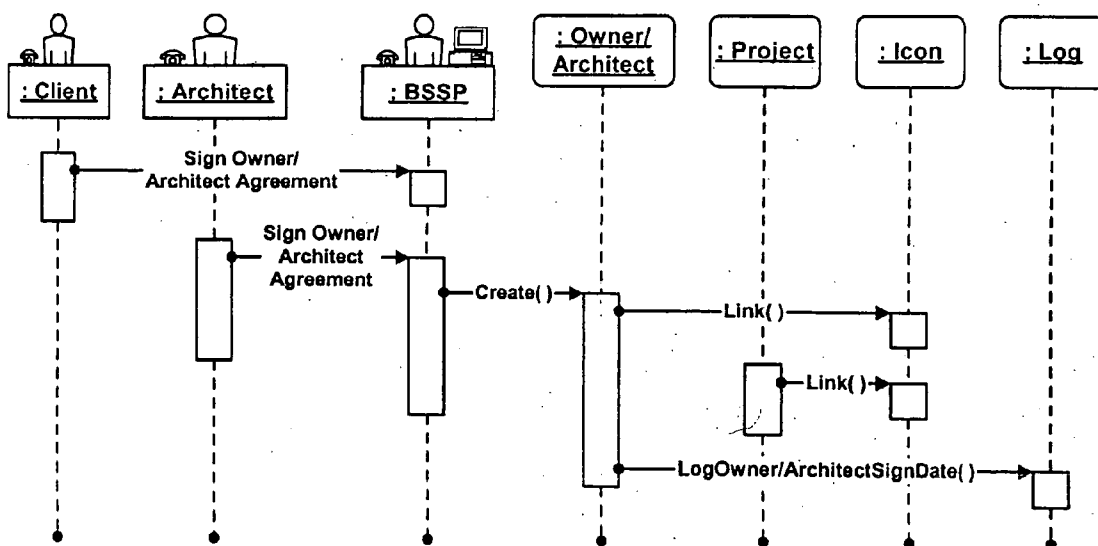 : Client
: Architect
: BSSP
: Owner/
Architect
: Project
: Icon
: Log
Sign Owner/
Architect Agreement
Sign Owner/
Architect
Agreement
Create( )
Link( )
Link( )
LogOwner/ArchitectSignDate( )